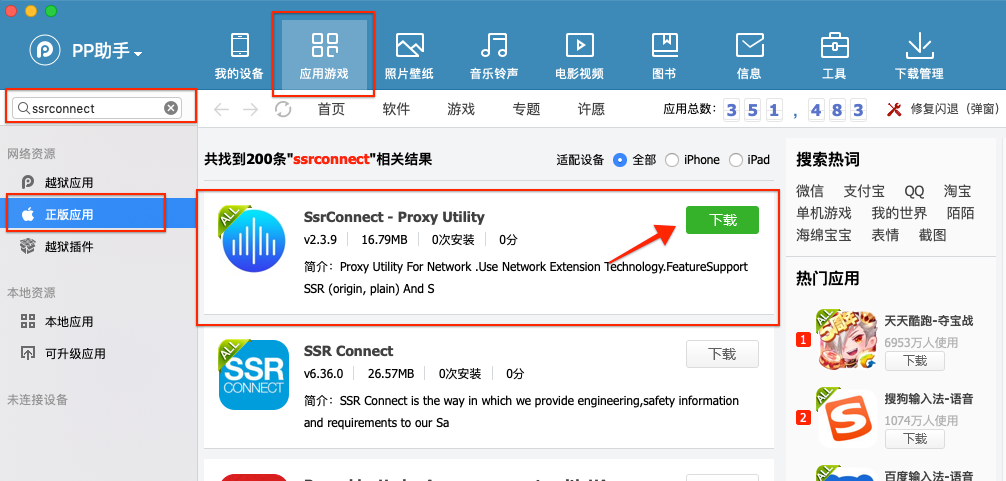 PP助手
我的设备
应用游戏
照片壁纸
音乐铃声
电影视频
图书
信息
工具
下载管理
ssrconnect
首页
软件
游戏
专题
许愿
应用总数: 351,483
修复闪退 (弹窗)
网络资源
越狱应用
正版应用
越狱插件
本地资源
本地应用
可升级应用
未连接设备
共找到200条"ssrconnect"相关结果
适配设备 全部 iPhone iPad
ALL
SsrConnect - Proxy Utility
v2.3.9 16.79MB 0次安装 0分
简介: Proxy Utility For Network .Use Network Extension Technology.FeatureSupport
SSR (origin, plain) And S
下载
ALL
SSR
CONNECT
SSR Connect
v6.36.0 26.57MB 0次安装 0分
简介: SSR Connect is the way in which we provide engineering,safety information
and requirements to our Sa
下载
搜索热词
微信 支付宝 QQ 淘宝
单机游戏 我的世界 陌陌
海绵宝宝 表情 截图
热门应用
1
ALL
天天酷跑-夺宝战
6953万人使用
下载
2
ALL
搜狗输入法-语音
1074万人使用
下载
ALL
百度输入法-语音